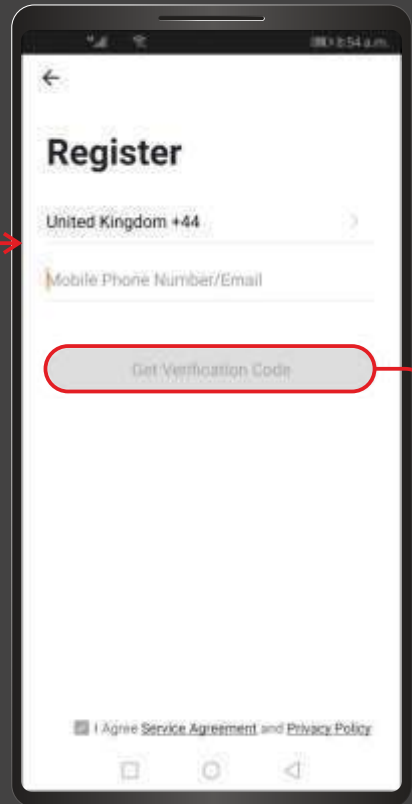 Register
United Kingdom +44
Mobile Phone Number/Email
Get Verification Code
I Agree Service Agreement and Privacy Policy